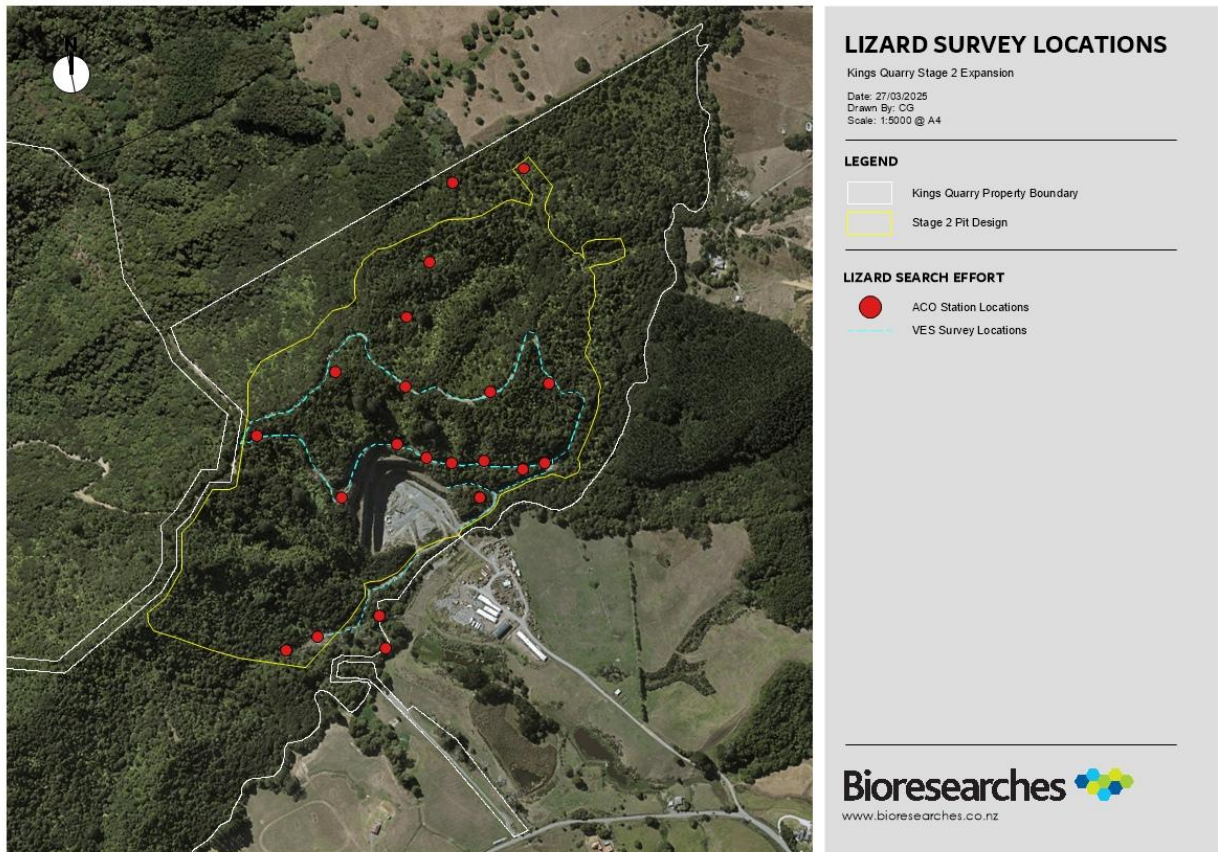 N
LIZARD SURVEY LOCATIONS
Kings Quarry Stage 2 Expansion
Date: 27/03/2025
Drawn By: CG
Scale: 1:5000 @ A4
LEGEND
Kings Quarry Property Boundary
Stage 2 Pit Design
LIZARD SEARCH EFFORT
ACO Station Locations
VES Survey Locations
Bioresearches
www.bioresearches.co.nz